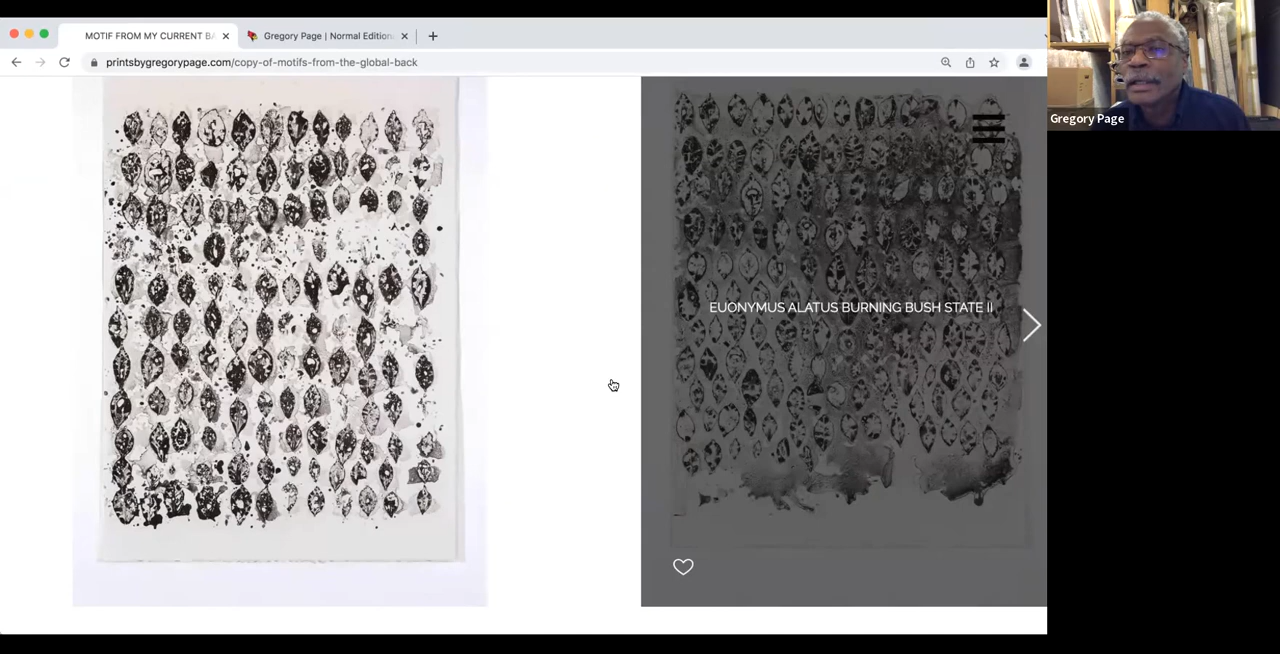 MOTIF FROM MY CURRENT BA
Gregory Page | Normal Edition
printsbygregorypage.com/copy-of-motifs-from-the-global-back
Gregory Page
EUONYMUS ALATUS BURNING BUSH STATE II